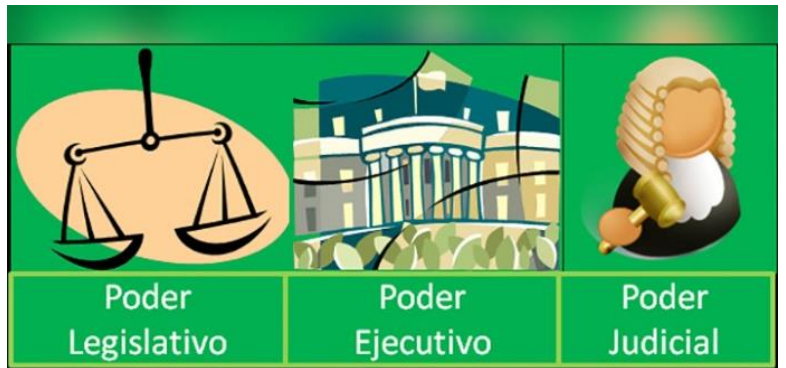 Poder
Legislativo
Poder
Ejecutivo
Poder
Judicial